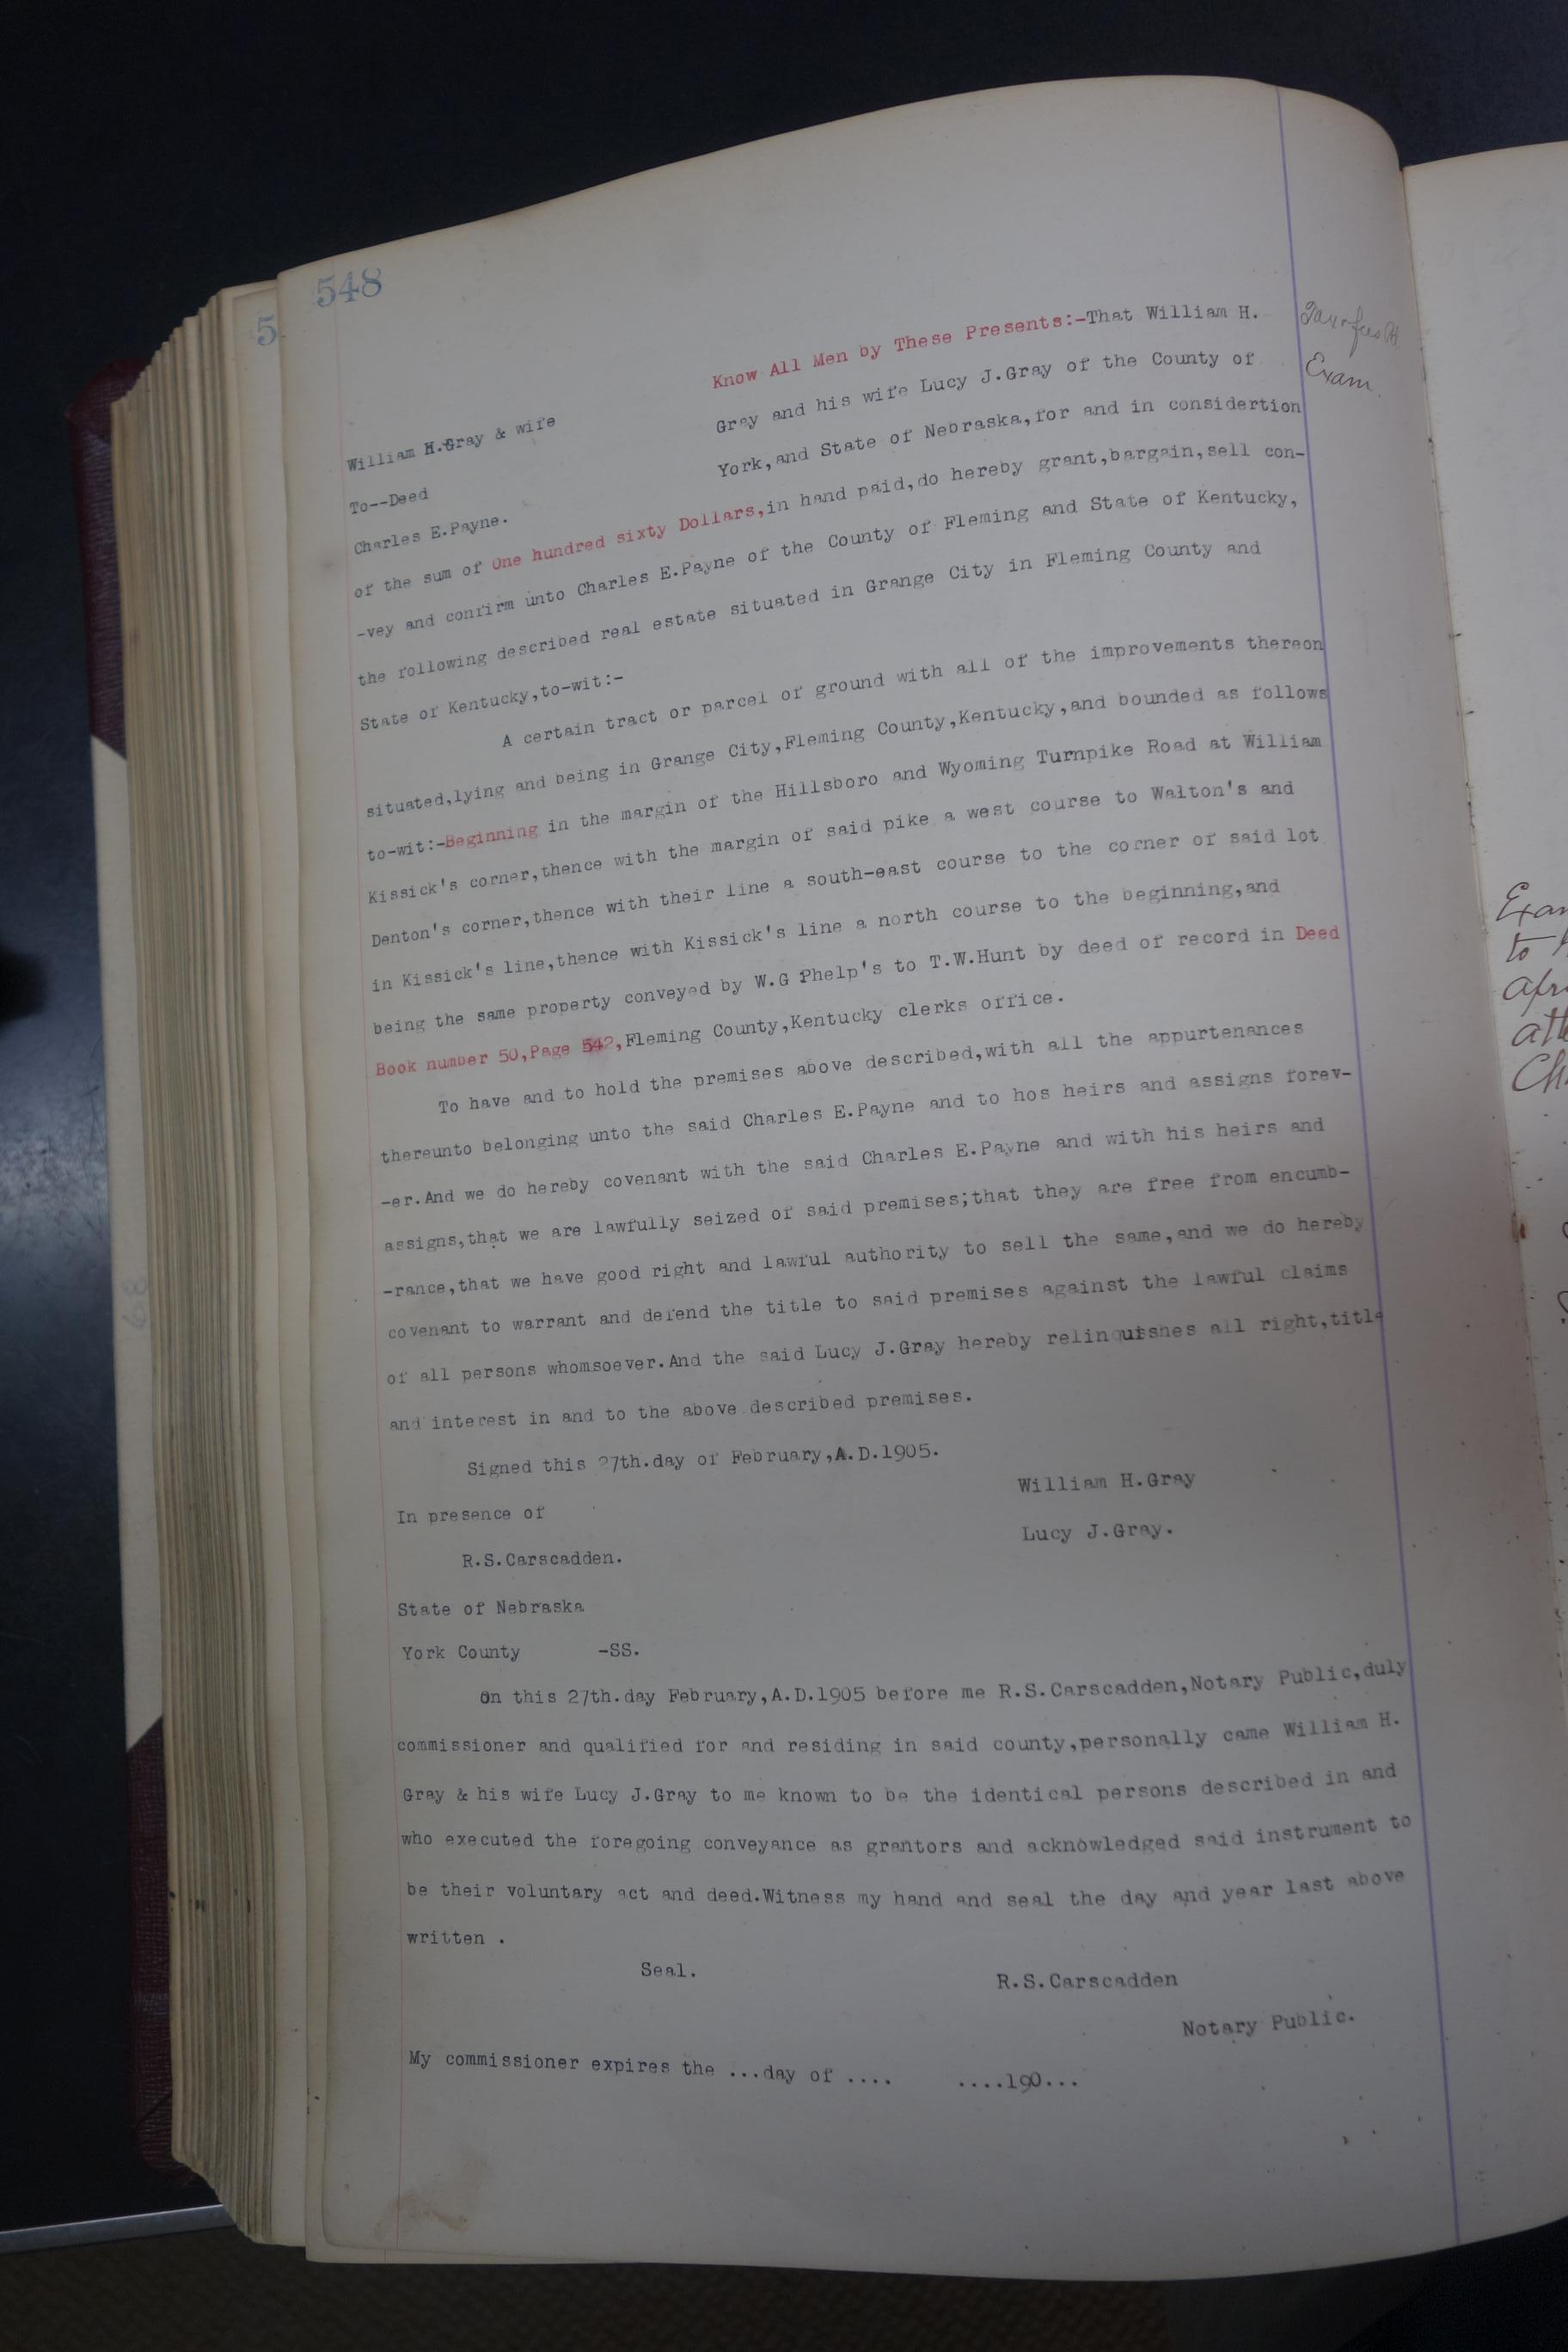 548
5
Know All Men by These Presents:-That William H.
Exam
Gray and his wife Lucy J.Gray of the County of
William H.Gray & wife
York,and State of Nebraska,for and in considertion
To--Deed
Charles E.Payne.
of the sum of One hundred sixty Dollars,in hand paid,do hereby grant,bargain,sell con-
-vey and confirm unto Charles E.Payne of the County of Fleming and State of Kentucky,
the following described real estate situated in Grange City in Fleming County and
State of Kentucky,to-wit:-
A certain tract or parcel of ground with all of the improvements thereon
situated,lying and being in Grange City,Fleming County,Kentucky,and bounded as follows
to-wit:-Beginning in the margin of the Hillsboro and Wyoming Turnpike Road at William
Kissick's corner,thence with the margin of said pike a west course to Walton's and
Denton's corner,thence with their line a south-east course to the corner of said lot
in Kissick's line,thence with Kissick's line a north course to the beginning,and
being the same property conveyed by W.G Phelp's to T.W.Hunt by deed of record in Deed
Book number 50,Page 542,Fleming County,Kentucky clerks office.
To have and to hold the premises above described,with all the appurtenances
thereunto belonging unto the said Charles E.Payne and to hos heirs and assigns forev-
-er.And we do hereby covenant with the said Charles E.Payne and with his heirs and
assigns,that we are lawfully seized of said premises;that they are free from encumb-
-rance,that we have good right and lawful authority to sell the same,and we do hereby
covenant to warrant and defend the title to said premises against the lawful claims
of all persons whomsoever.And the said Lucy J.Gray hereby relinquishes all right,title
and interest in and to the above described premises.
Signed this 27th.day of February,A.D.1905.
William H.Gray
In presence of
Lucy J.Gray.
R.S.Carscadden.
State of Nebraska
York County -SS.
On this 27th.day February,A.D.1905 before me R.S.Carscadden,Notary Public,duly
commissioner and qualified for and residing in said county,personally came William H.
Gray & his wife Lucy J.Gray to me known to be the identical persons described in and
who executed the foregoing conveyance as grantors and acknowledged said instrument to
be their voluntary act and deed.Witness my hand and seal the day and year last above
written .
Seal.
R.S.Carscadden
Notary Public.
My commissioner expires the ...day of .... ....190...
to